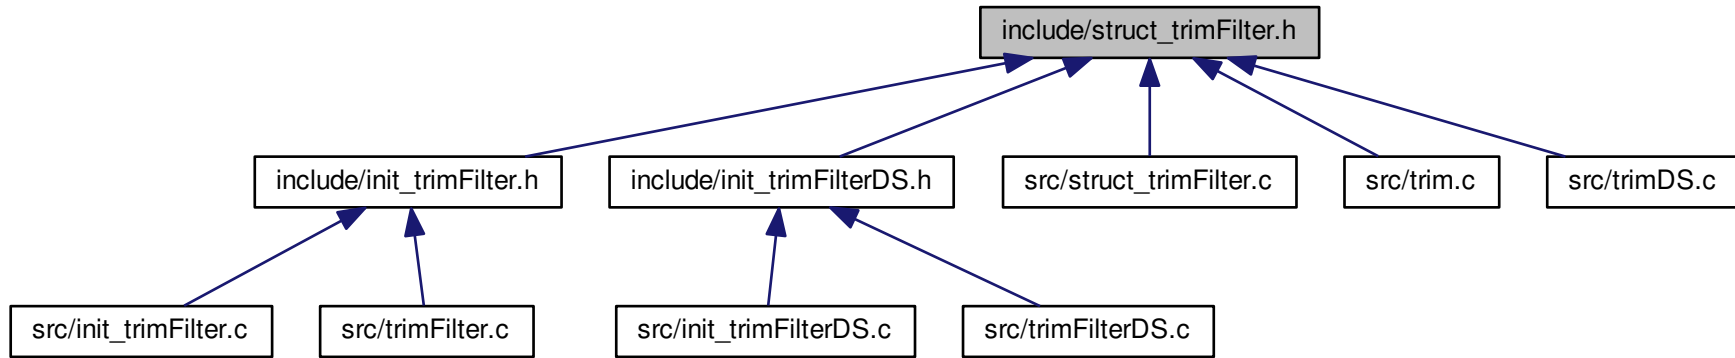 include/struct_trimFilter.h
include/init_trimFilter.h
include/init_trimFilterDS.h
src/struct_trimFilter.c
src/trim.c
src/trimDS.c
src/init_trimFilter.c
src/trimFilter.c
src/init_trimFilterDS.c
src/trimFilterDS.c